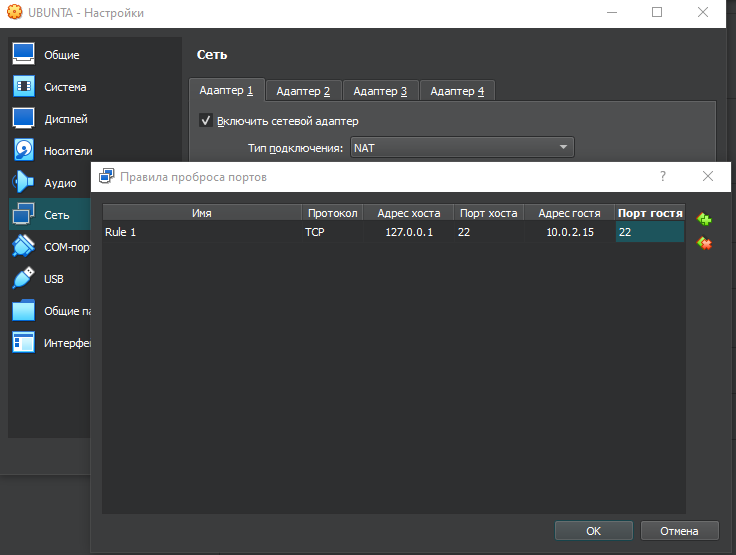 UBUNTA - Настройки
Общие
Система
Дисплей
Носители
Аудио
Сеть
COM-пор
USB
Общие па
Интерфе
Сеть
Адаптер 1 Адаптер 2 Адаптер 3 Адаптер 4
Включить сетевой адаптер
Тип подключения: NAT
Правила проброса портов
?
Имя Протокол Адрес хоста Порт хоста Адрес гостя Порт гостя
Rule 1 TCP 127.0.0.1 22 10.0.2.15 22
OK Отмена